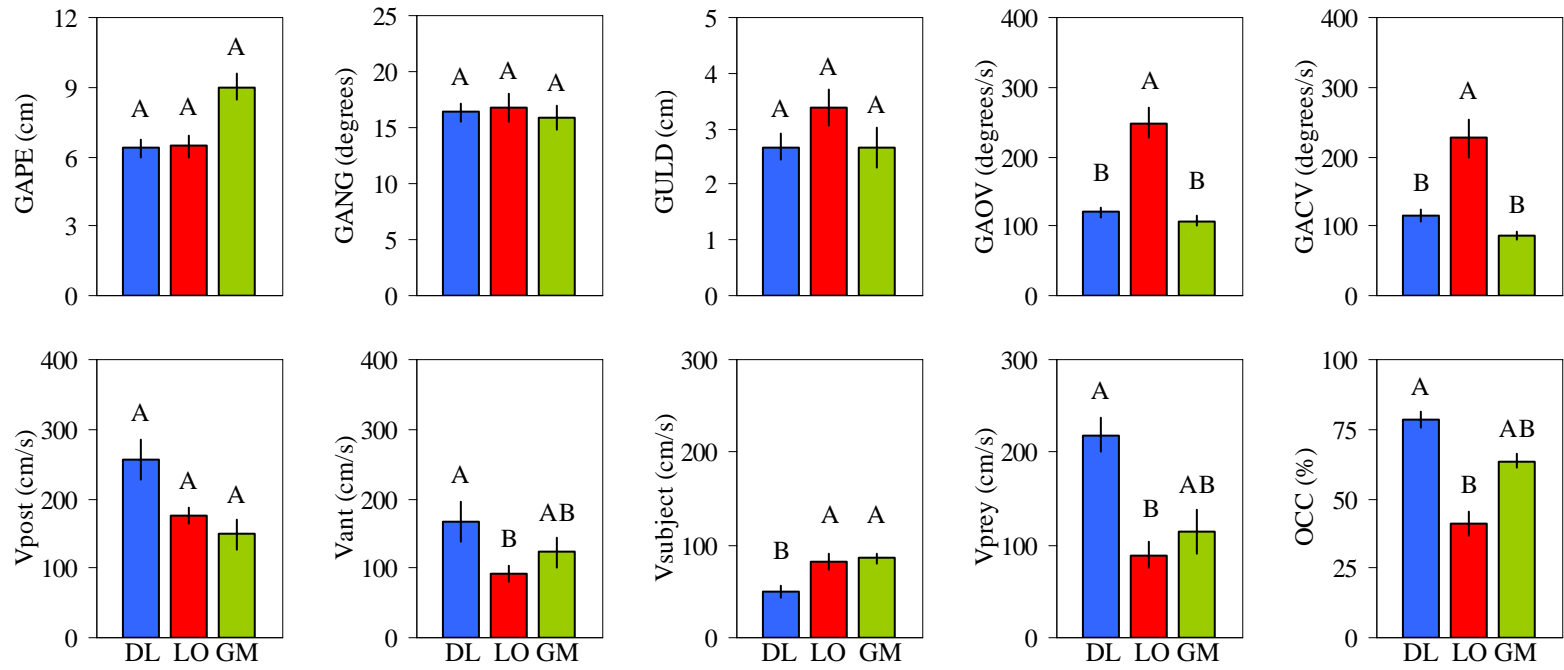 GAPE (cm)
12
9
6
3
0
A A A
GANG (degrees)
25
20
15
10
5
0
A A A
GULD (cm)
5
4
3
2
1
0
A A A
GAOV (degrees/s)
400
300
200
100
0
B A B
GACV (degrees/s)
400
300
200
100
0
B A B
Vpost (cm/s)
400
300
200
100
0
A A A
DL LO GM
Vant (cm/s)
400
300
200
100
0
A B AB
DL LO GM
Vsubject (cm/s)
300
200
100
0
B A A
DL LO GM
Vprey (cm/s)
300
200
100
0
A B AB
DL LO GM
OCC (%)
100
75
50
25
0
A B AB
DL LO GM